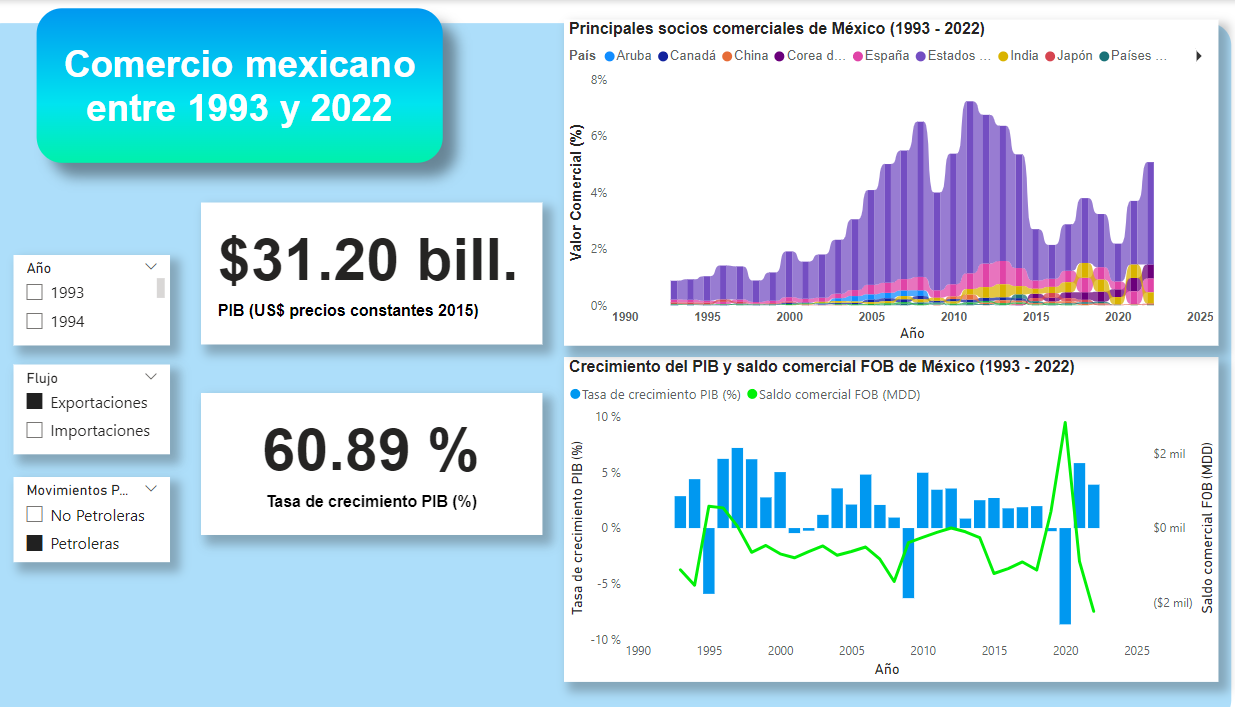 Comercio mexicano
entre 1993 y 2022
Año
1993
1994
Flujo
Exportaciones
Importaciones
Movimientos P...
No Petroleras
Petroleras
$31.20 bill.
PIB (US$ precios constantes 2015)
60.89 %
Tasa de crecimiento PIB (%)
Principales socios comerciales de México (1993 - 2022)
País Aruba Canadá China Corea d... España Estados ... India Japón Países ...
Valor Comercial (%)
8%
6%
4%
2%
0%
1990 1995 2000 2005 2010 2015 2020 2025
Año
Crecimiento del PIB y saldo comercial FOB de México (1993 - 2022)
Tasa de crecimiento PIB (%) Saldo comercial FOB (MDD)
Tasa de crecimiento PIB (%)
10 %
5 %
0 %
-5 %
-10 %
$2 mil
$0 mil
($2 mil)
Saldo comercial FOB (MDD)
1990 1995 2000 2005 2010 2015 2020 2025
Año